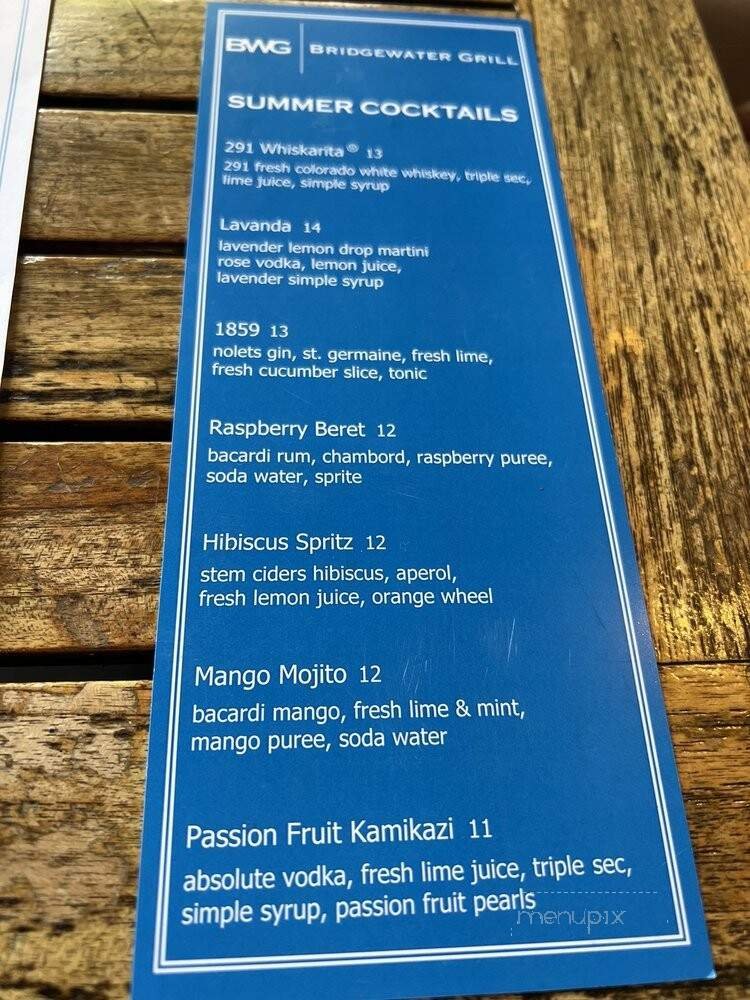 BWG | BRIDGEWATER GRILL
SUMMER COCKTAILS
291 Whiskarita® 13
291 fresh colorado white whiskey, triple sec,
lime juice, simple syrup
Lavanda 14
lavender lemon drop martini
rose vodka, lemon juice,
lavender simple syrup
1859 13
nolets gin, st. germaine, fresh lime,
fresh cucumber slice, tonic
Raspberry Beret 12
bacardi rum, chambord, raspberry puree,
soda water, sprite
Hibiscus Spritz 12
stem ciders hibiscus, aperol,
fresh lemon juice, orange wheel
Mango Mojito 12
bacardi mango, fresh lime & mint,
mango puree, soda water
Passion Fruit Kamikazi 11
absolute vodka, fresh lime juice, triple sec,
simple syrup, passion fruit pearls
menupix